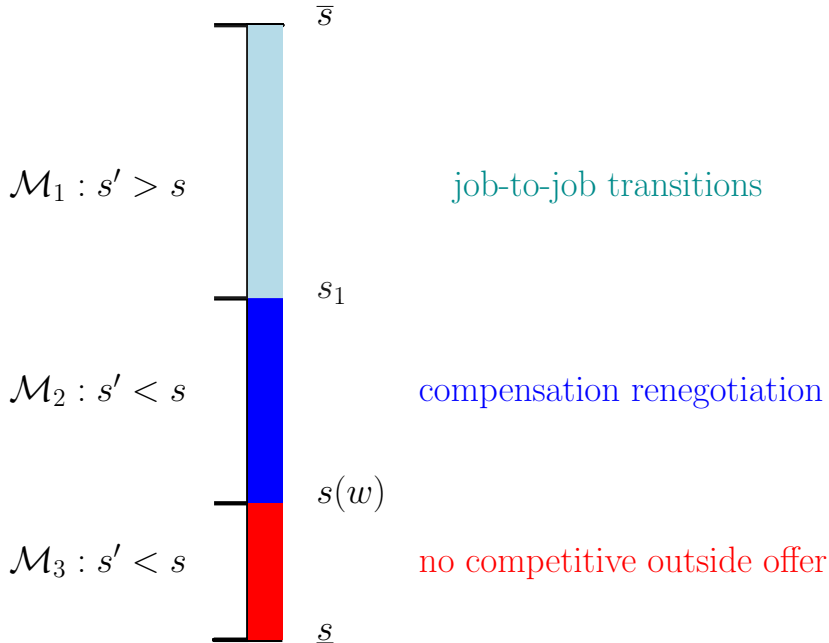 s̅
ℳ₁ : s′ > s job-to-job transitions
s₁
ℳ₂ : s′ < s compensation renegotiation
s(w)
ℳ₃ : s′ < s no competitive outside offer
s̲